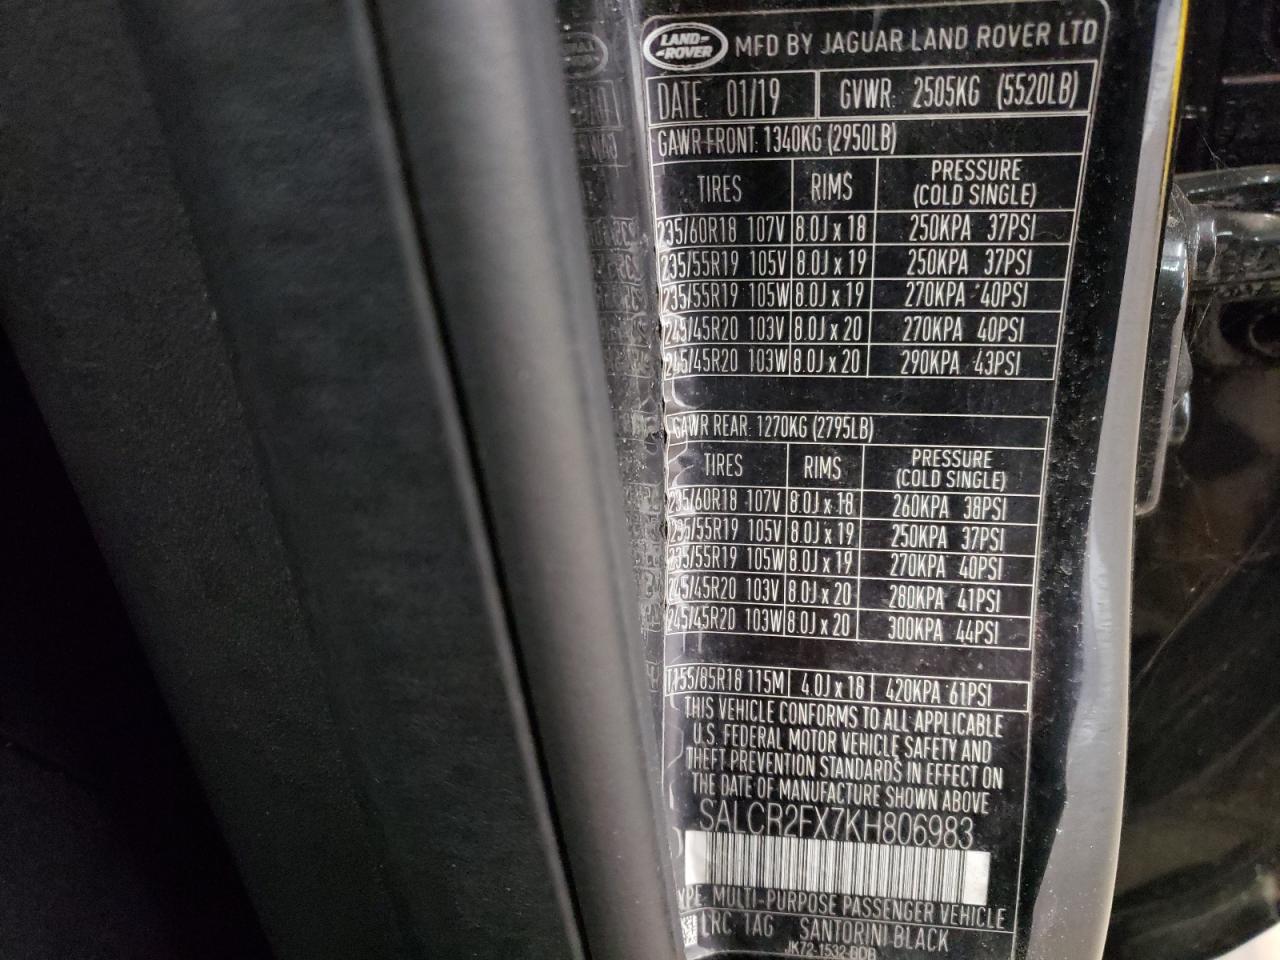 LAND-
-ROVER
MFD BY JAGUAR LAND ROVER LTD
DATE: 01/19 GVWR: 2505KG (5520LB)
GAWR FRONT: 1340KG (2950LB)
TIRES RIMS PRESSURE (COLD SINGLE)
235/60R18 107V 8.0J x 18 250KPA 37PSI
235/55R19 105V 8.0J x 19 250KPA 37PSI
235/55R19 105W 8.0J x 19 270KPA 40PSI
245/45R20 103V 8.0J x 20 270KPA 40PSI
245/45R20 103W 8.0J x 20 290KPA 43PSI
GAWR REAR: 1270KG (2795LB)
TIRES RIMS PRESSURE (COLD SINGLE)
235/60R18 107V 8.0J x 18 260KPA 38PSI
235/55R19 105V 8.0J x 19 250KPA 37PSI
235/55R19 105W 8.0J x 19 270KPA 40PSI
245/45R20 103V 8.0J x 20 280KPA 41PSI
245/45R20 103W 8.0J x 20 300KPA 44PSI
T155/85R18 115M 4.0J x 18 420KPA 61PSI
THIS VEHICLE CONFORMS TO ALL APPLICABLE
U.S. FEDERAL MOTOR VEHICLE SAFETY AND
THEFT PREVENTION STANDARDS IN EFFECT ON
THE DATE OF MANUFACTURE SHOWN ABOVE
SALCR2FX7KH806983
TYPE: MULTI-PURPOSE PASSENGER VEHICLE
LRC 1AG SANTORINI BLACK
JK72-1532-BDB